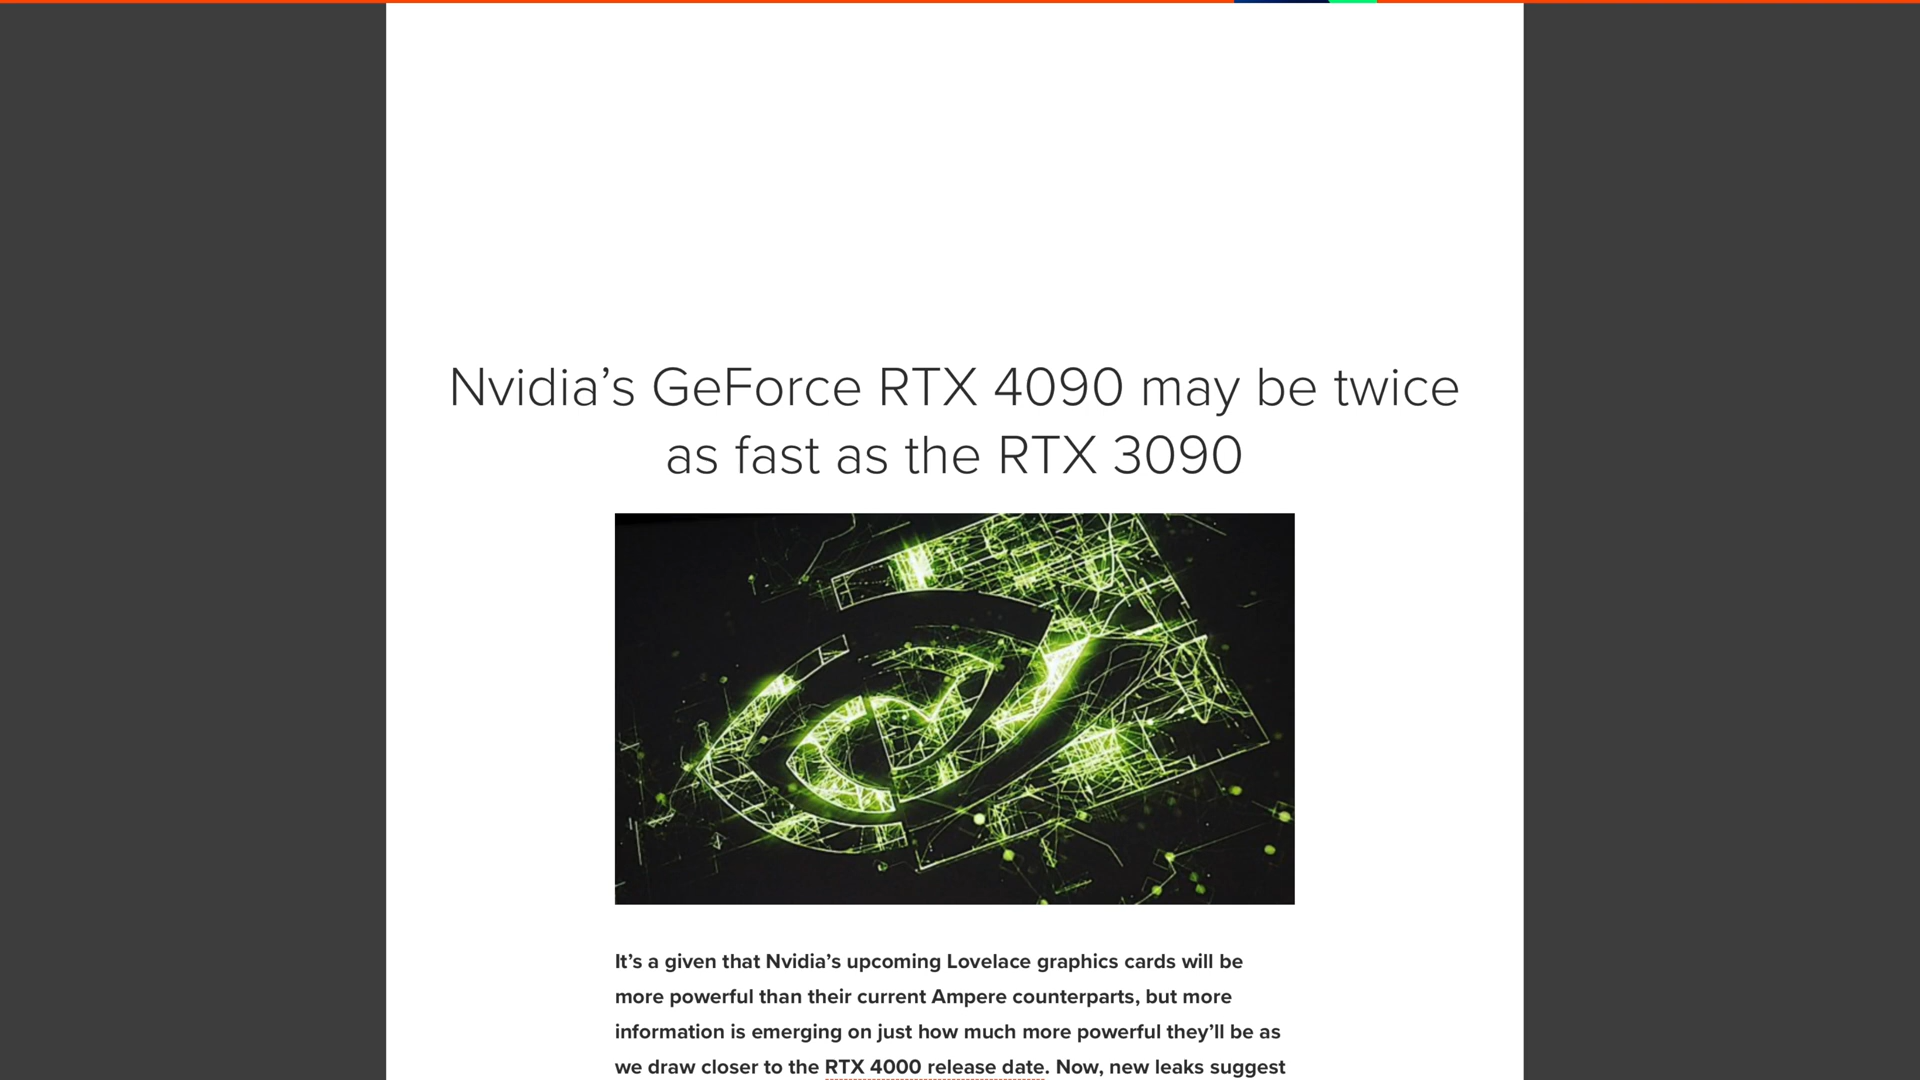 Nvidia’s GeForce RTX 4090 may be twice
as fast as the RTX 3090
It’s a given that Nvidia’s upcoming Lovelace graphics cards will be
more powerful than their current Ampere counterparts, but more
information is emerging on just how much more powerful they’ll be as
we draw closer to the RTX 4000 release date. Now, new leaks suggest